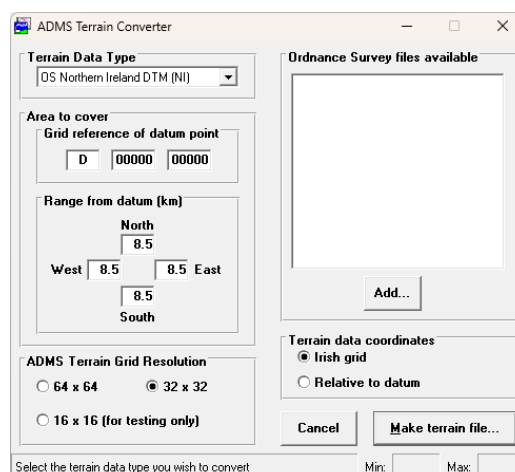 ADMS Terrain Converter
Terrain Data Type
OS Northern Ireland DTM (NI)
Area to cover
Grid reference of datum point
D 00000 00000
Range from datum (km)
North
8.5
West 8.5 8.5 East
8.5
South
ADMS Terrain Grid Resolution
64 x 64 32 x 32
16 x 16 (for testing only)
Ordnance Survey files available
Add...
Terrain data coordinates
Irish grid
Relative to datum
Cancel Make terrain file...
Select the terrain data type you wish to convert Min: Max: